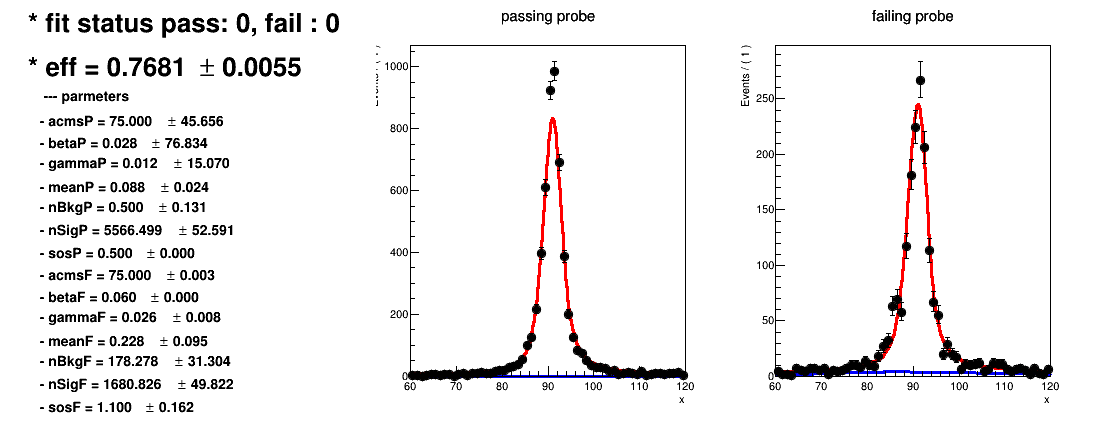 * fit status pass: 0, fail : 0
* eff = 0.7681 ± 0.0055
--- parmeters
- acmsP = 75.000 ± 45.656
- betaP = 0.028 ± 76.834
- gammaP = 0.012 ± 15.070
- meanP = 0.088 ± 0.024
- nBkgP = 0.500 ± 0.131
- nSigP = 5566.499 ± 52.591
- sosP = 0.500 ± 0.000
- acmsF = 75.000 ± 0.003
- betaF = 0.060 ± 0.000
- gammaF = 0.026 ± 0.008
- meanF = 0.228 ± 0.095
- nBkgF = 178.278 ± 31.304
- nSigF = 1680.826 ± 49.822
- sosF = 1.100 ± 0.162
passing probe
1000
800
600
400
200
0
60 70 80 90 100 110 120
x
failing probe
Events / ( 1 )
250
200
150
100
50
0
60 70 80 90 100 110 120
x